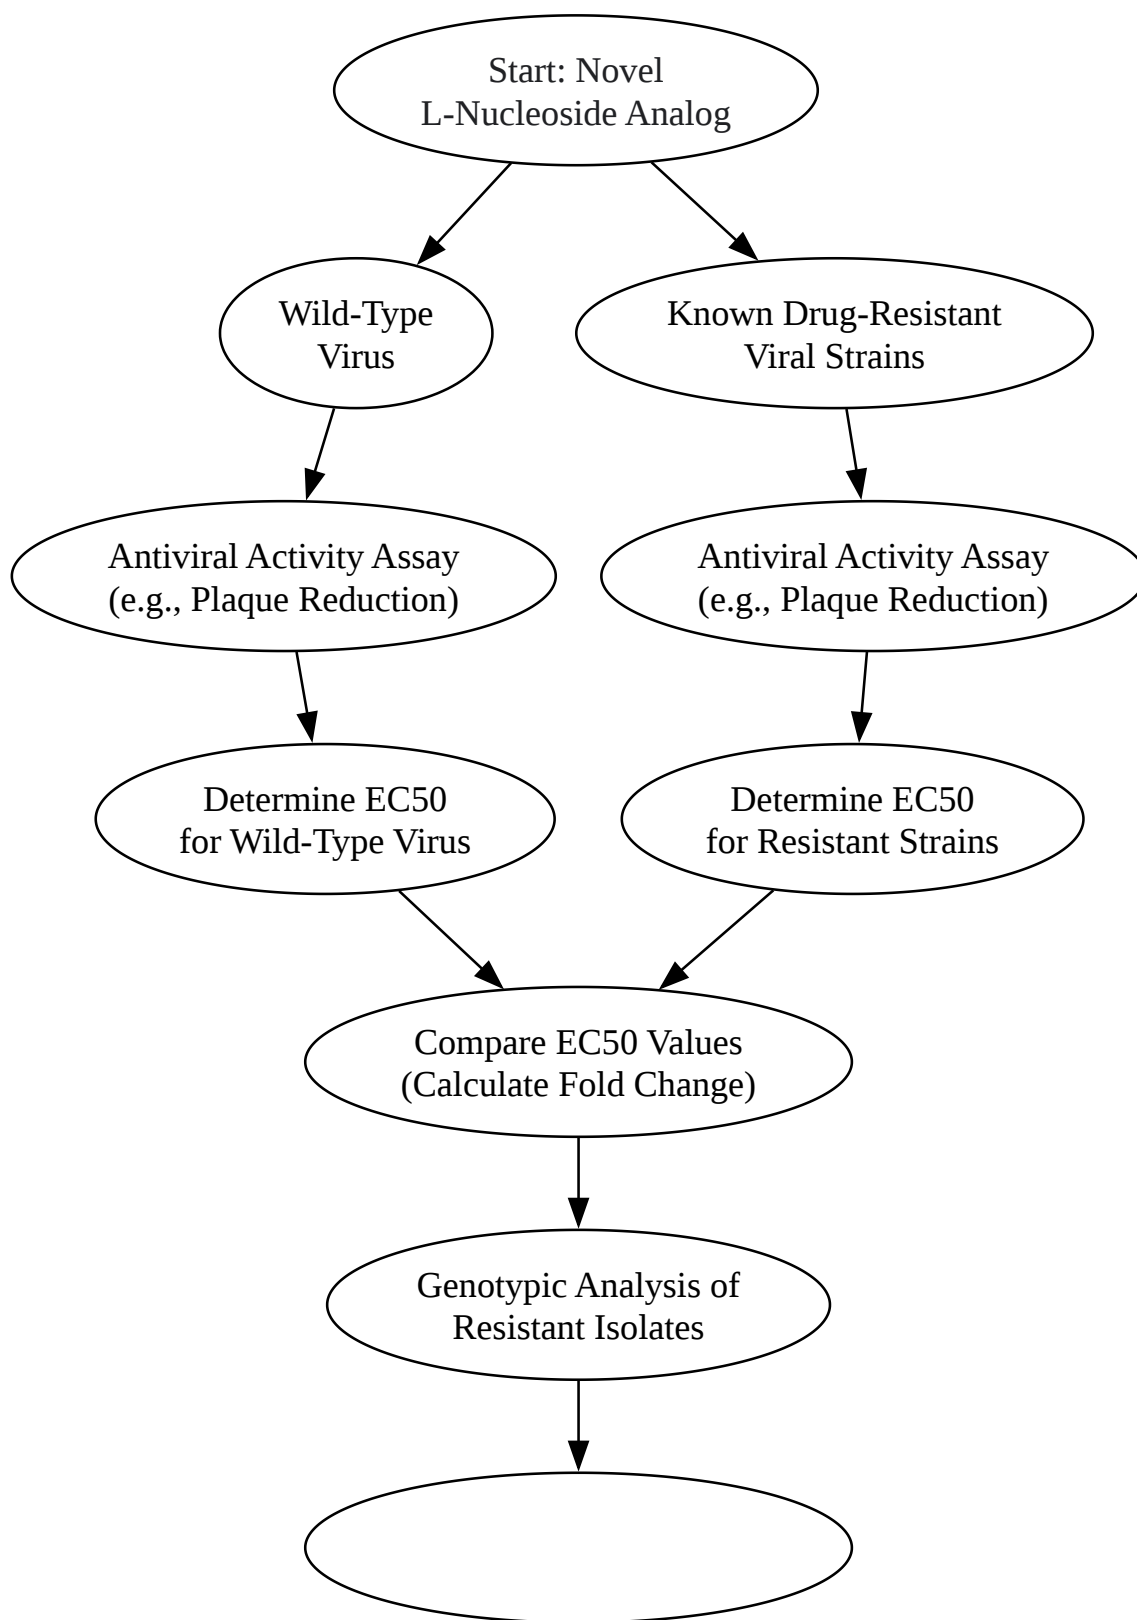 Start: Novel
L-Nucleoside Analog
Wild-Type
Virus
Known Drug-Resistant
Viral Strains
Antiviral Activity Assay
(e.g., Plaque Reduction)
Antiviral Activity Assay
(e.g., Plaque Reduction)
Determine EC50
for Wild-Type Virus
Determine EC50
for Resistant Strains
Compare EC50 Values
(Calculate Fold Change)
Genotypic Analysis of
Resistant Isolates